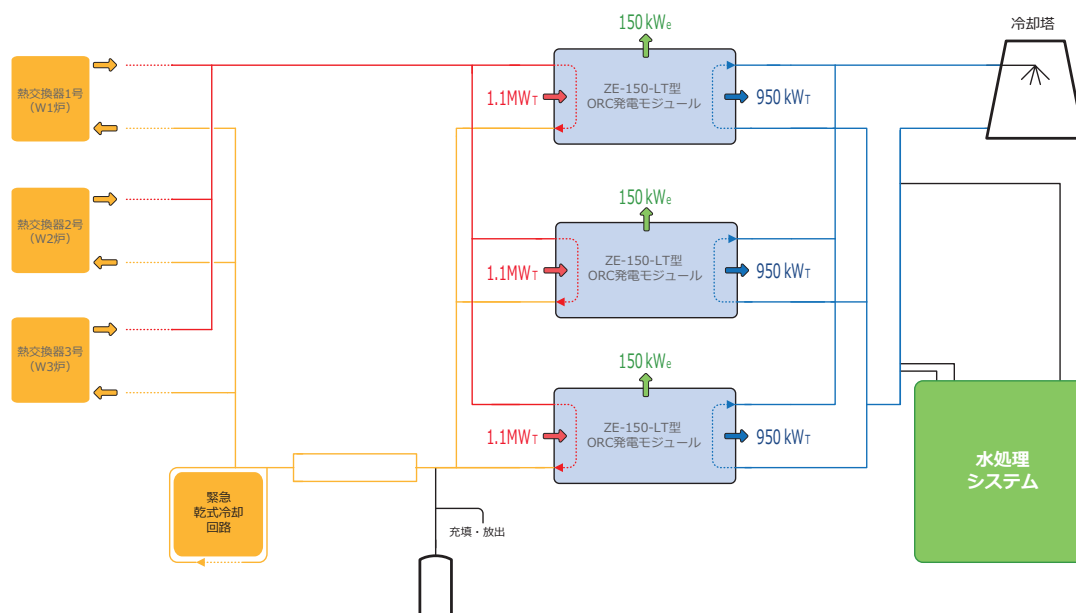 冷却塔
150 kWe
熱交換器1号
(W1炉)
1.1MWT
ZE-150-LT型
ORC発電モジュール
950 kWT
150 kWe
熱交換器2号
(W2炉)
1.1MWT
ZE-150-LT型
ORC発電モジュール
950 kWT
150 kWe
熱交換器3号
(W3炉)
1.1MWT
ZE-150-LT型
ORC発電モジュール
950 kWT
水処理
システム
緊急
乾式冷却
回路
充填・放出